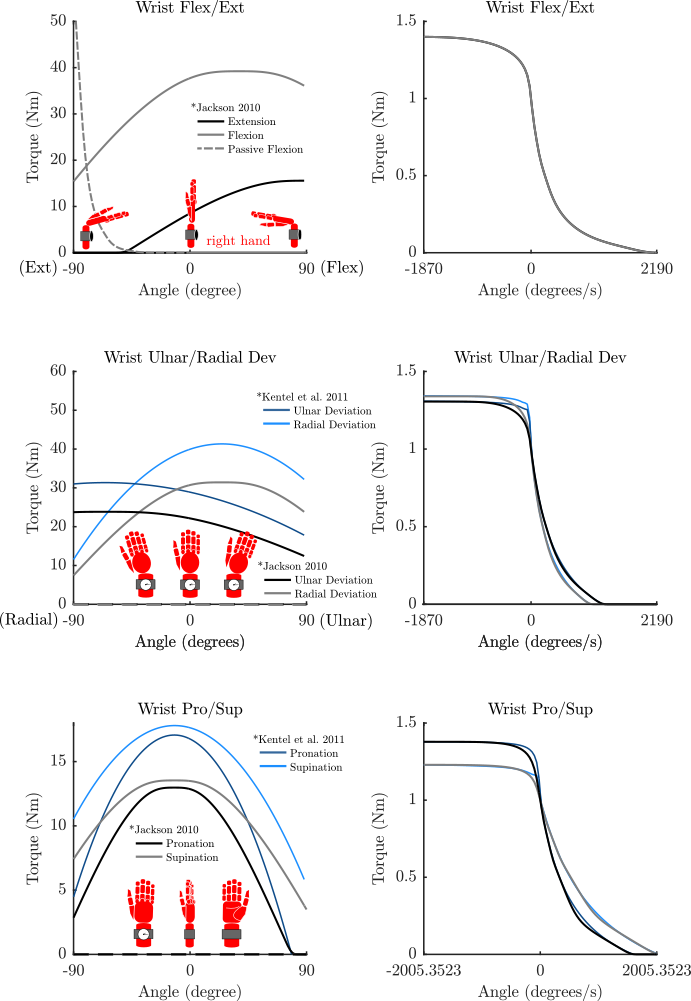 Wrist Flex/Ext
Torque (Nm)
50
40
30
20
10
0
*Jackson 2010
Extension
Flexion
Passive Flexion
right hand
(Ext) -90 0 90 (Flex)
Angle (degree)
Wrist Flex/Ext
Torque (Nm)
1.5
1
0.5
0
-1870 0 2190
Angle (degrees/s)
Wrist Ulnar/Radial Dev
Torque (Nm)
60
50
40
30
20
10
0
*Kentel et al. 2011
Ulnar Deviation
Radial Deviation
*Jackson 2010
Ulnar Deviation
Radial Deviation
(Radial) -90 0 90 (Ulnar)
Angle (degrees)
Wrist Ulnar/Radial Dev
Torque (Nm)
1.5
1
0.5
0
-1870 0 2190
Angle (degrees/s)
Wrist Pro/Sup
Torque (Nm)
15
10
5
0
*Kentel et al. 2011
Pronation
Supination
*Jackson 2010
Pronation
Supination
-90 0 90
Angle (degree)
Wrist Pro/Sup
Torque (Nm)
1.5
1
0.5
0
-2005.3523 0 2005.3523
Angle (degrees/s)